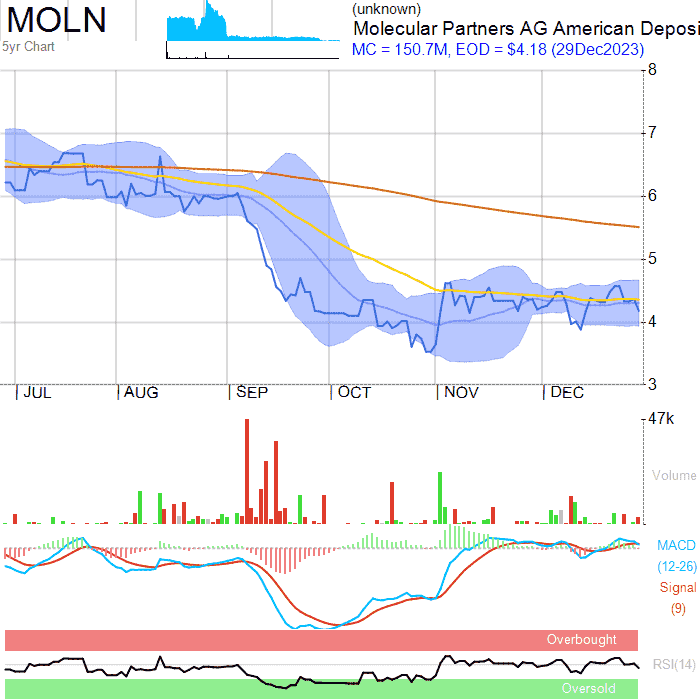 MOLN
5yr Chart
(unknown)
Molecular Partners AG American Deposi
MC = 150.7M, EOD = $4.18 (29Dec2023)
8
7
6
5
4
3
JUL AUG SEP OCT NOV DEC
47k
Volume
MACD
(12-26)
Signal
(9)
Overbought
RSI(14)
Oversold